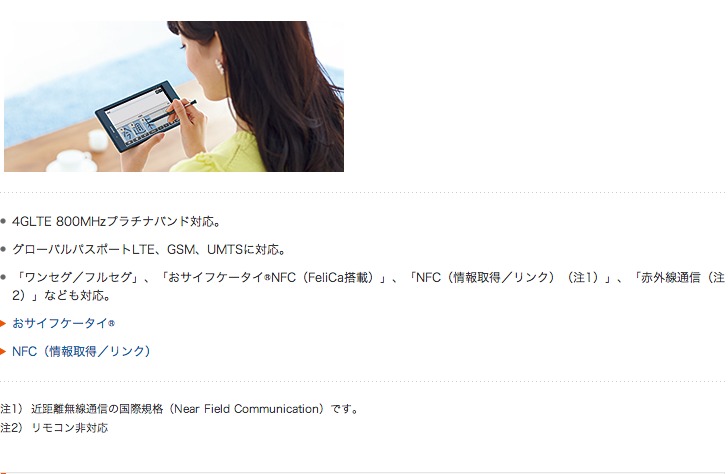 4GLTE 800MHzプラチナバンド対応。
グローバルパスポートLTE、GSM、UMTSに対応。
「ワンセグ／フルセグ」、「おサイフケータイ®NFC（FeliCa搭載）」、「NFC（情報取得／リンク）（注1）」、「赤外線通信（注
2）」なども対応。
おサイフケータイ®
NFC（情報取得／リンク）
注1） 近距離無線通信の国際規格（Near Field Communication）です。
注2） リモコン非対応